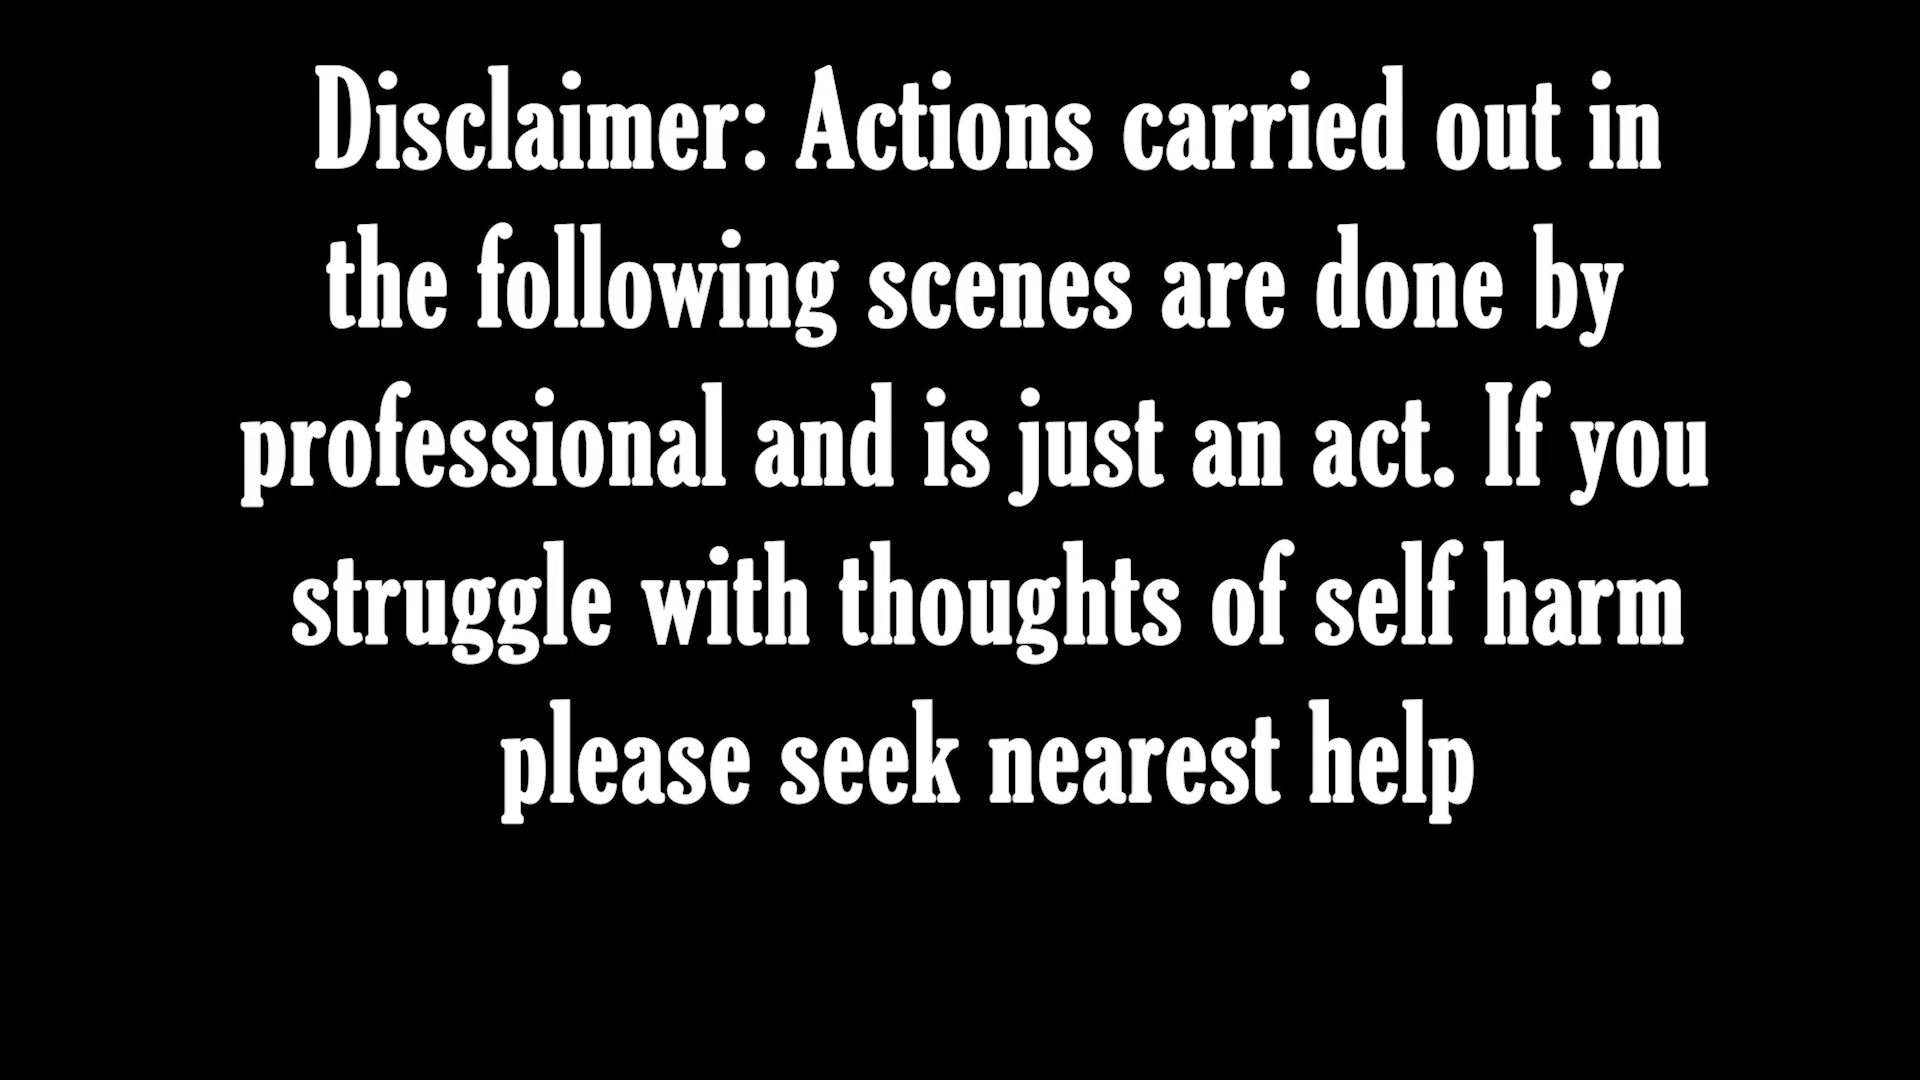 Disclaimer: Actions carried out in
the following scenes are done by
professional and is just an act. If you
struggle with thoughts of self harm
please seek nearest help